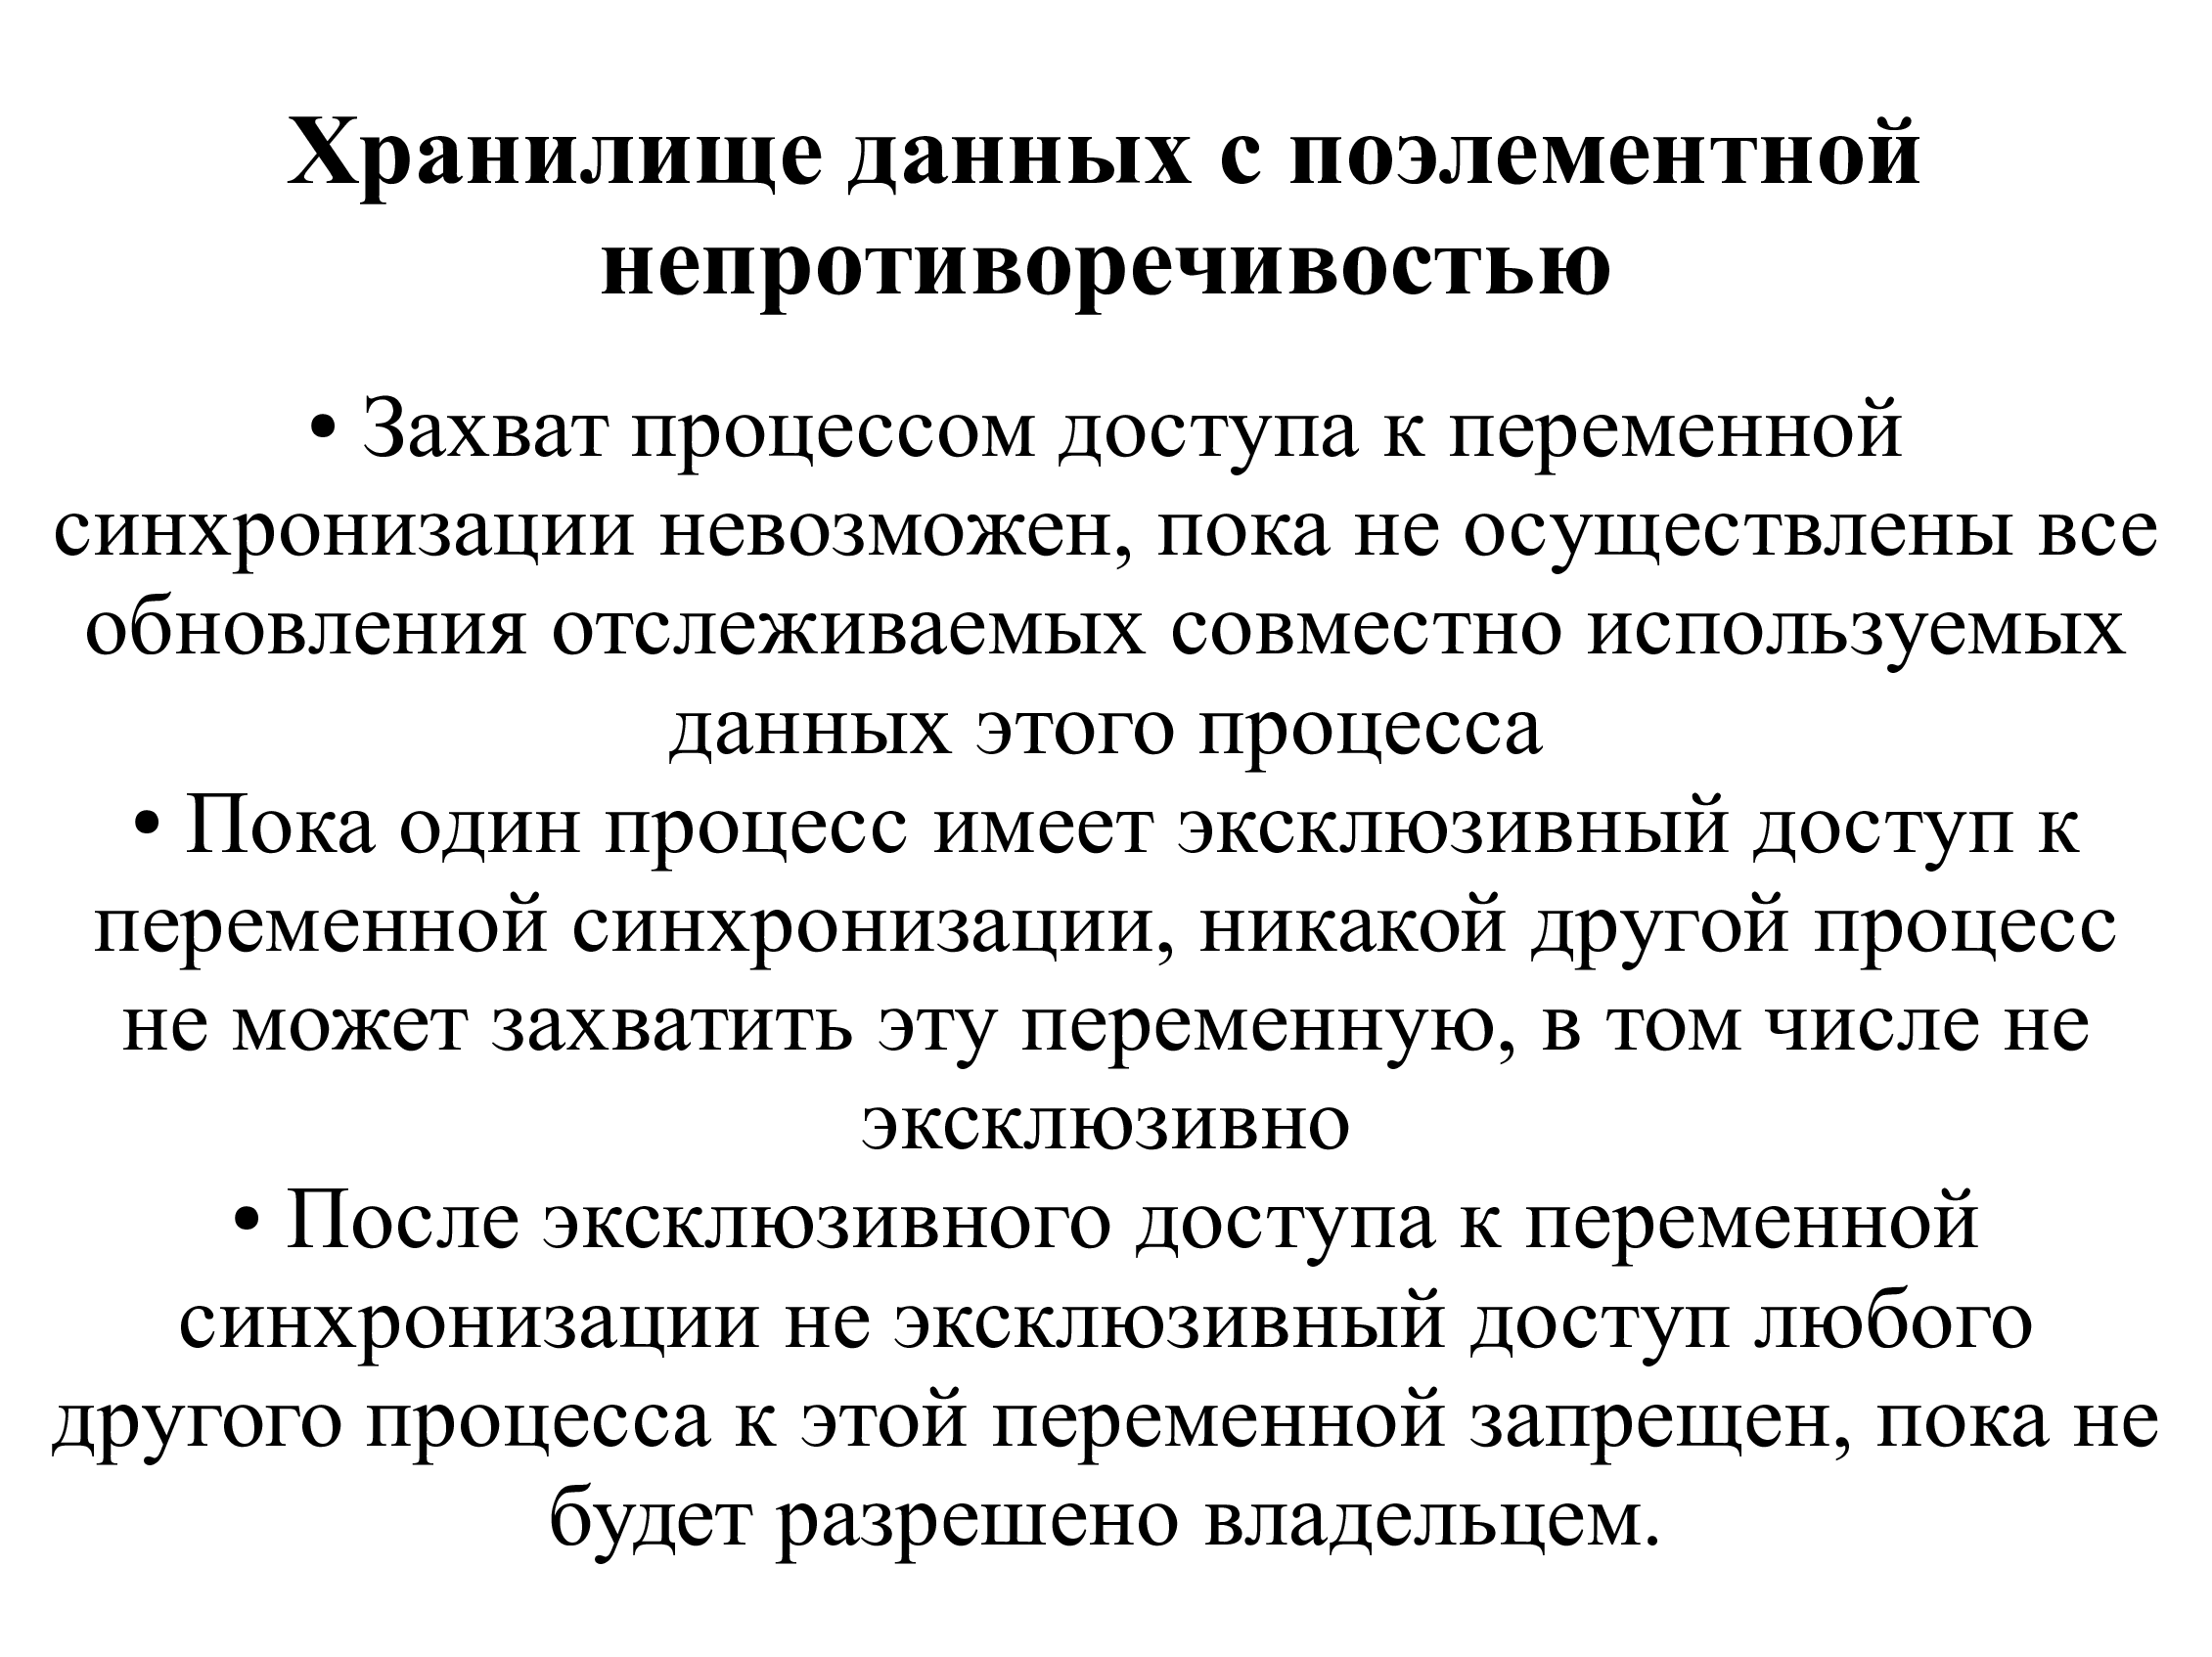 Хранилище данных с поэлементной
непротиворечивостью
• Захват процессом доступа к переменной
синхронизации невозможен, пока не осуществлены все
обновления отслеживаемых совместно используемых
данных этого процесса
• Пока один процесс имеет эксклюзивный доступ к
переменной синхронизации, никакой другой процесс
не может захватить эту переменную, в том числе не
эксклюзивно
• После эксклюзивного доступа к переменной
синхронизации не эксклюзивный доступ любого
другого процесса к этой переменной запрещен, пока не
будет разрешено владельцем.